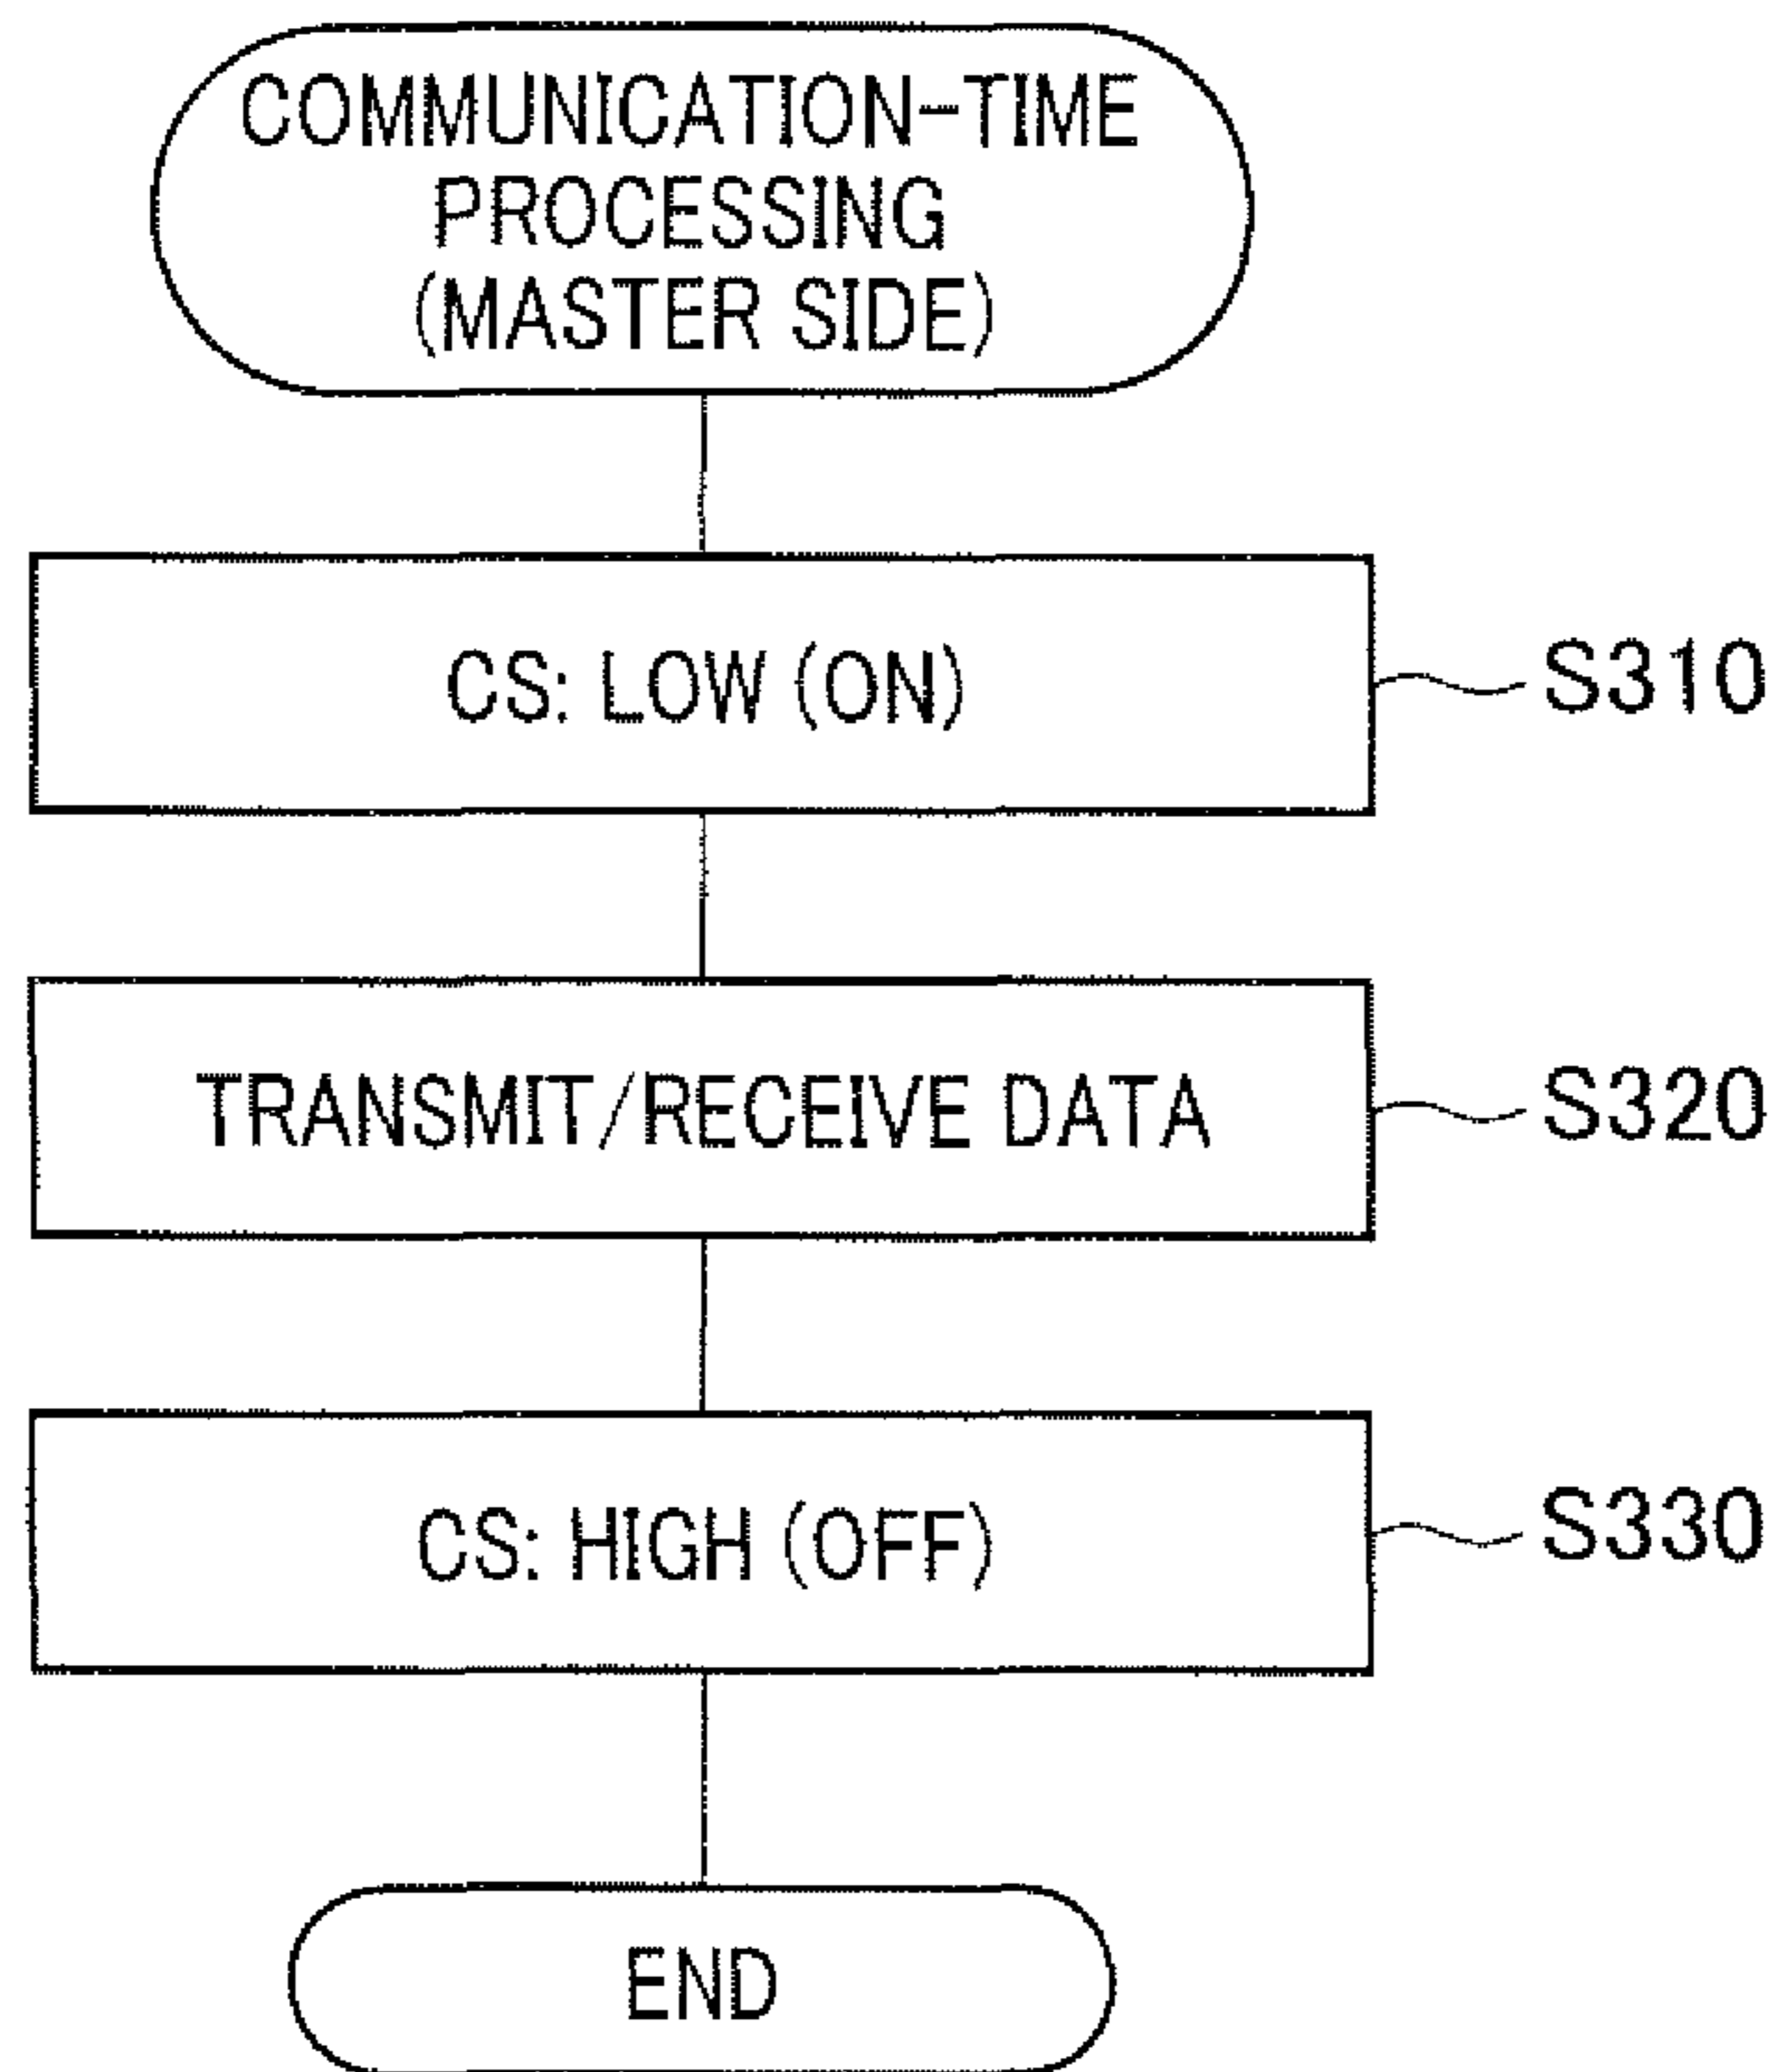 COMMUNICATION-TIME
PROCESSING
(MASTER SIDE)
CS: LOW (ON)
S310
TRANSMIT/RECEIVE DATA
S320
CS: HIGH (OFF)
S330
END